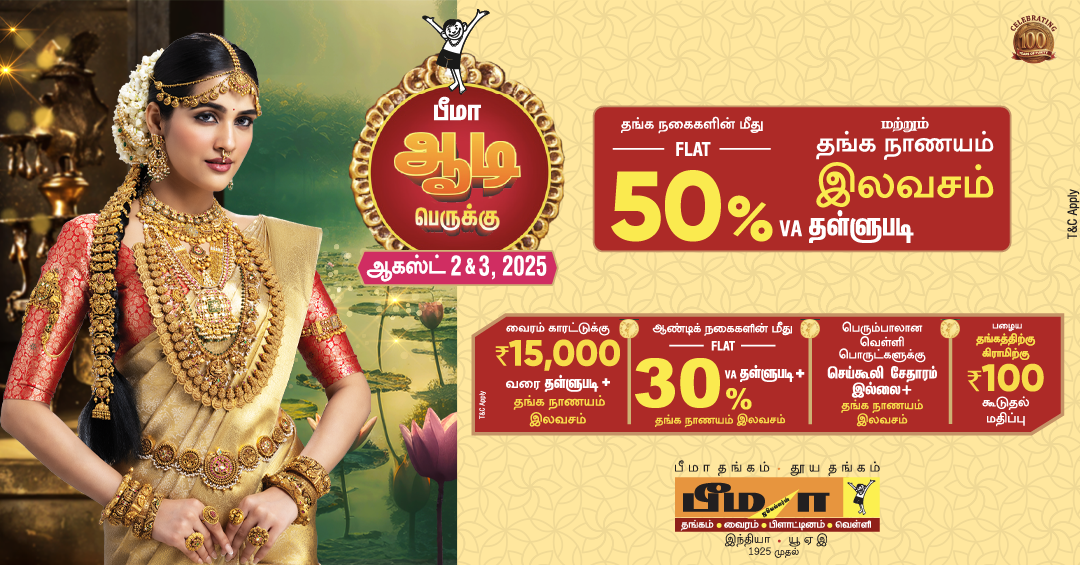 பீமா
ஆடி
பெருக்கு
ஆகஸ்ட் 2 & 3, 2025
CELEBRATING
100
தங்க நகைகளின் மீது
FLAT
50% VA தள்ளுபடி
மற்றும்
தங்க நாணயம்
இலவசம்
T&C Apply
வைரம் காரட்டுக்கு
₹15,000
வரை தள்ளுபடி +
தங்க நாணயம்
இலவசம்
ஆண்டிக் நகைகளின் மீது
FLAT
30% VA தள்ளுபடி +
தங்க நாணயம் இலவசம்
பெரும்பாலான
வெள்ளி
பொருட்களுக்கு
செய்கூலி சேதாரம்
இல்லை +
தங்க நாணயம்
இலவசம்
பழைய
தங்கத்திற்கு
கிராமிற்கு
₹100
கூடுதல்
மதிப்பு
T&C Apply
பீமா தங்கம் · தூய தங்கம்
பீமா
ஜுவல்லரி
தங்கம் • வைரம் • பிளாட்டினம் • வெள்ளி
இந்தியா · யூ ஏ இ
1925 முதல்